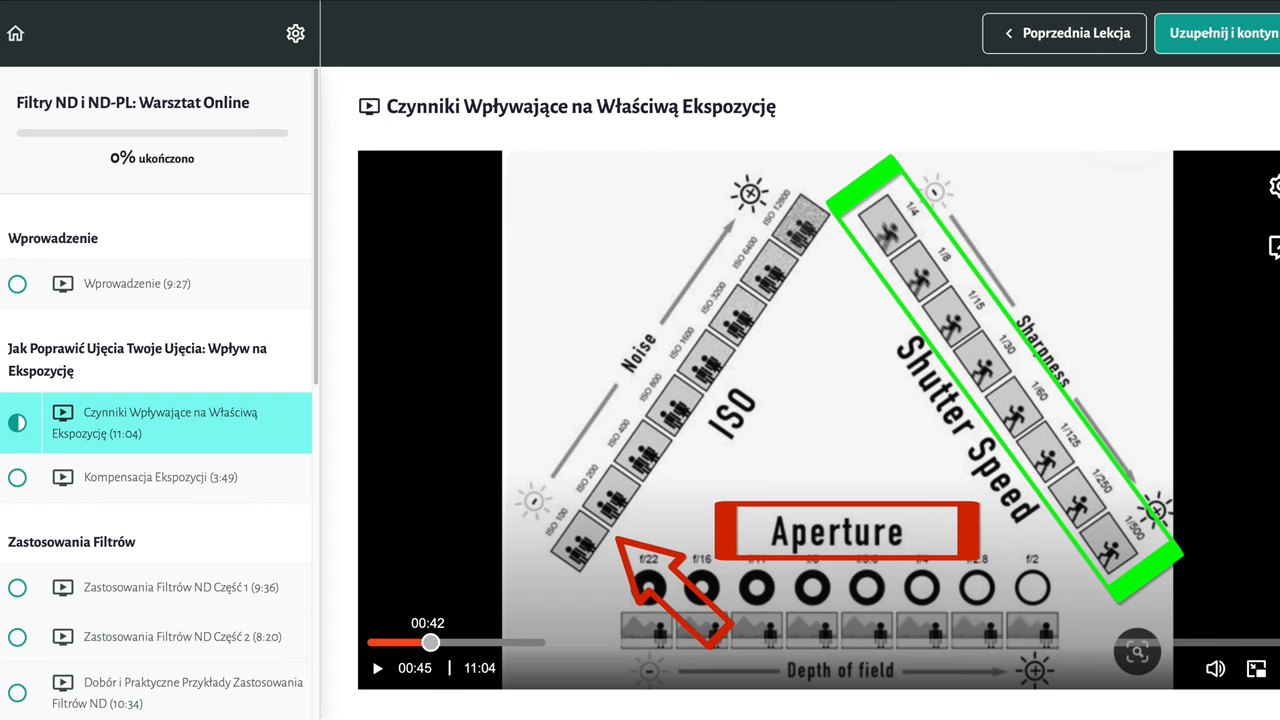 Poprzednia Lekcja
Uzupełnij i kontyn
Filtry ND i ND-PL: Warsztat Online
0% ukończono
Wprowadzenie
Wprowadzenie (9:27)
Jak Poprawić Ujęcia Twoje Ujęcia: Wpływ na
Ekspozycję
Czynniki Wpływające na Właściwą
Ekspozycję (11:04)
Kompensacja Ekspozycji (3:49)
Zastosowania Filtrów
Zastosowania Filtrów ND Część 1 (9:36)
Zastosowania Filtrów ND Część 2 (8:20)
Dobór i Praktyczne Przykłady Zastosowania
Filtrów ND (10:34)
Czynniki Wpływające na Właściwą Ekspozycję
ISO 12800
ISO 6400
ISO 3200
ISO 1600
ISO 800
ISO 400
ISO 200
ISO 100
Noise
ISO
1/4
1/8
1/15
1/30
1/60
1/125
1/250
1/500
Sharpness
Shutter Speed
Aperture
f/22
f/16
f/2
Depth of field
00:42
00:45
11:04